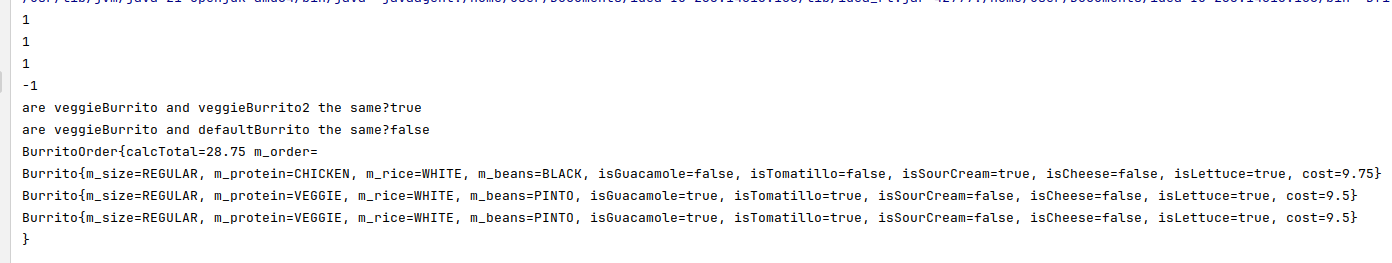 1
1
1
-1
are veggieBurrito and veggieBurrito2 the same?true
are veggieBurrito and defaultBurrito the same?false
BurritoOrder{calcTotal=28.75 m_order=
Burrito{m_size=REGULAR, m_protein=CHICKEN, m_rice=WHITE, m_beans=BLACK, isGuacamole=false, isTomatillo=false, isSourCream=true, isCheese=false, isLettuce=true, cost=9.75}
Burrito{m_size=REGULAR, m_protein=VEGGIE, m_rice=WHITE, m_beans=PINTO, isGuacamole=true, isTomatillo=true, isSourCream=false, isCheese=false, isLettuce=true, cost=9.5}
Burrito{m_size=REGULAR, m_protein=VEGGIE, m_rice=WHITE, m_beans=PINTO, isGuacamole=true, isTomatillo=true, isSourCream=false, isCheese=false, isLettuce=true, cost=9.5}
}